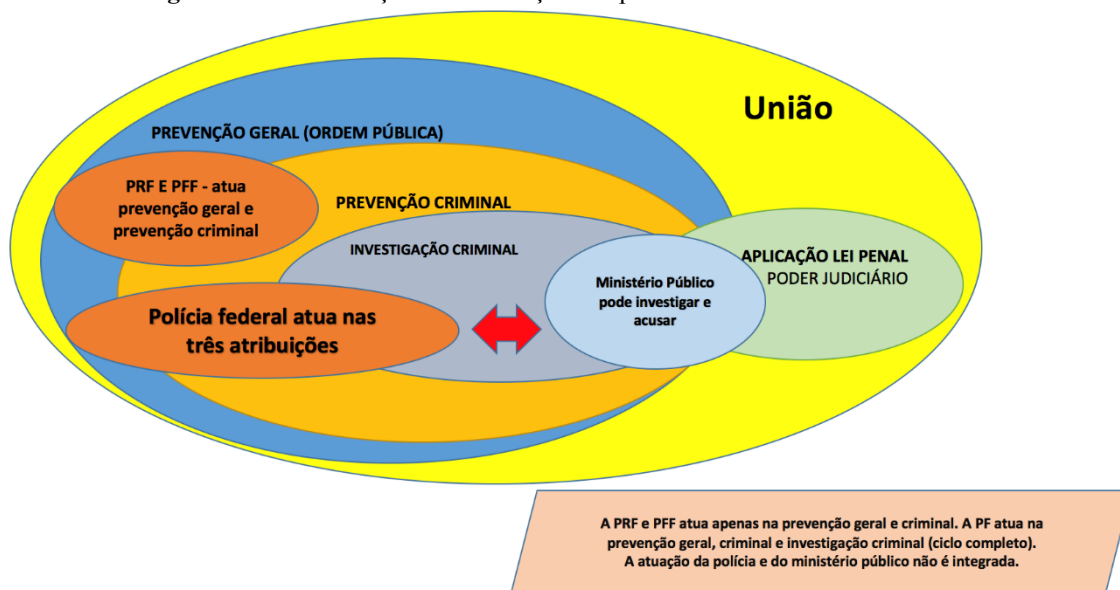 União
PREVENÇÃO GERAL (ORDEM PÚBLICA)
PRF E PFF - atua
prevenção geral e
prevenção criminal
PREVENÇÃO CRIMINAL
INVESTIGAÇÃO CRIMINAL
Ministério Público
pode investigar e
acusar
APLICAÇÃO LEI PENAL
PODER JUDICIÁRIO
Polícia federal atua nas
três atribuições
A PRF e PFF atua apenas na prevenção geral e criminal. A PF atua na
prevenção geral, criminal e investigação criminal (ciclo completo).
A atuação da polícia e do ministério público não é integrada.